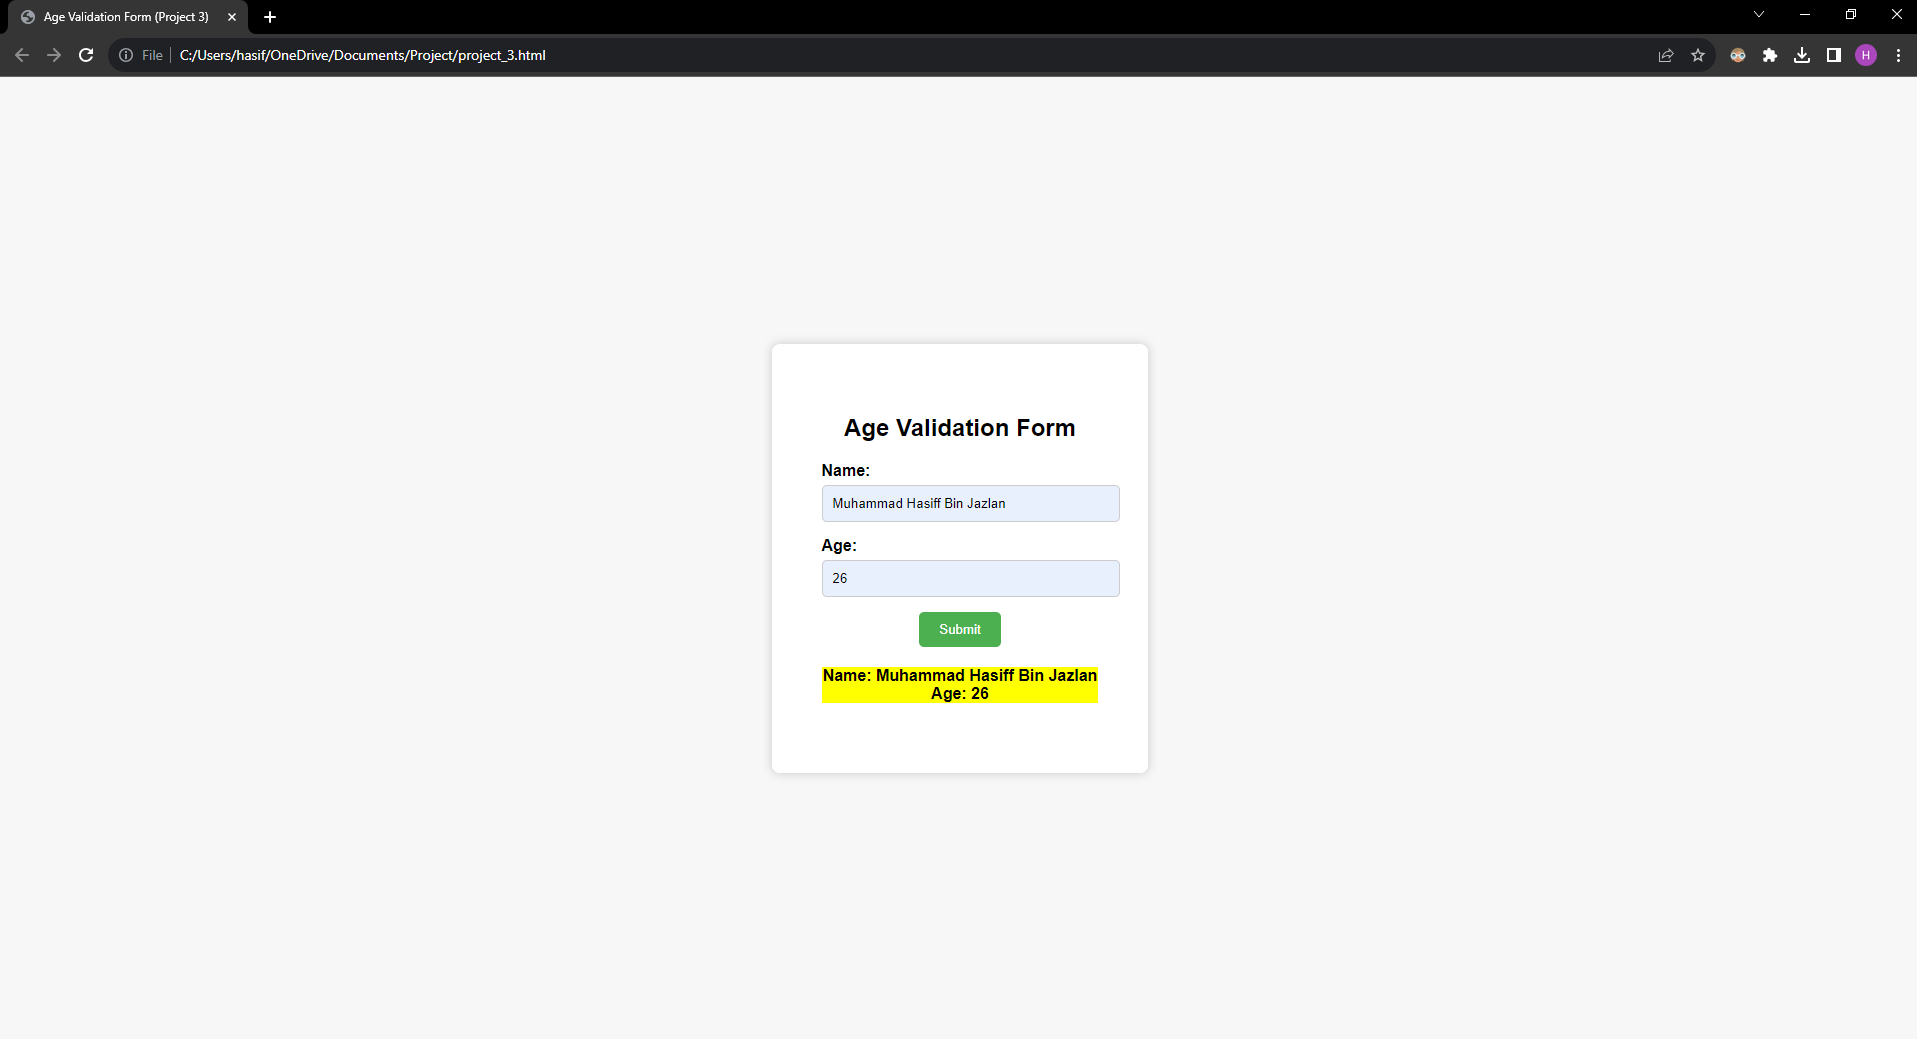 Age Validation Form (Project 3)
File C:/Users/hasif/OneDrive/Documents/Project/project_3.html
H
Age Validation Form
Name:
Muhammad Hasiff Bin Jazlan
Age:
26
Submit
Name: Muhammad Hasiff Bin Jazlan
Age: 26